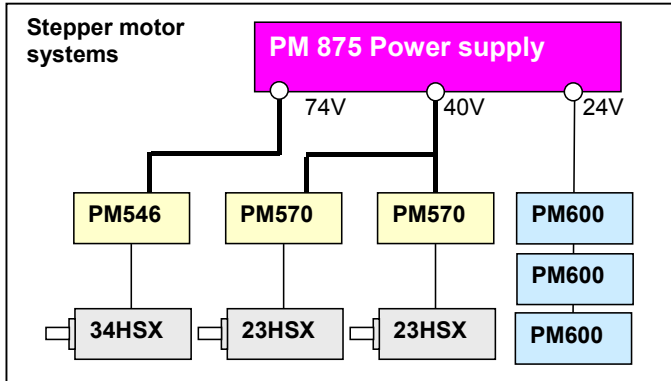 Stepper motor
systems
PM 875 Power supply
74V
40V
24V
PM546
PM570
PM570
PM600
PM600
34HSX
23HSX
23HSX
PM600